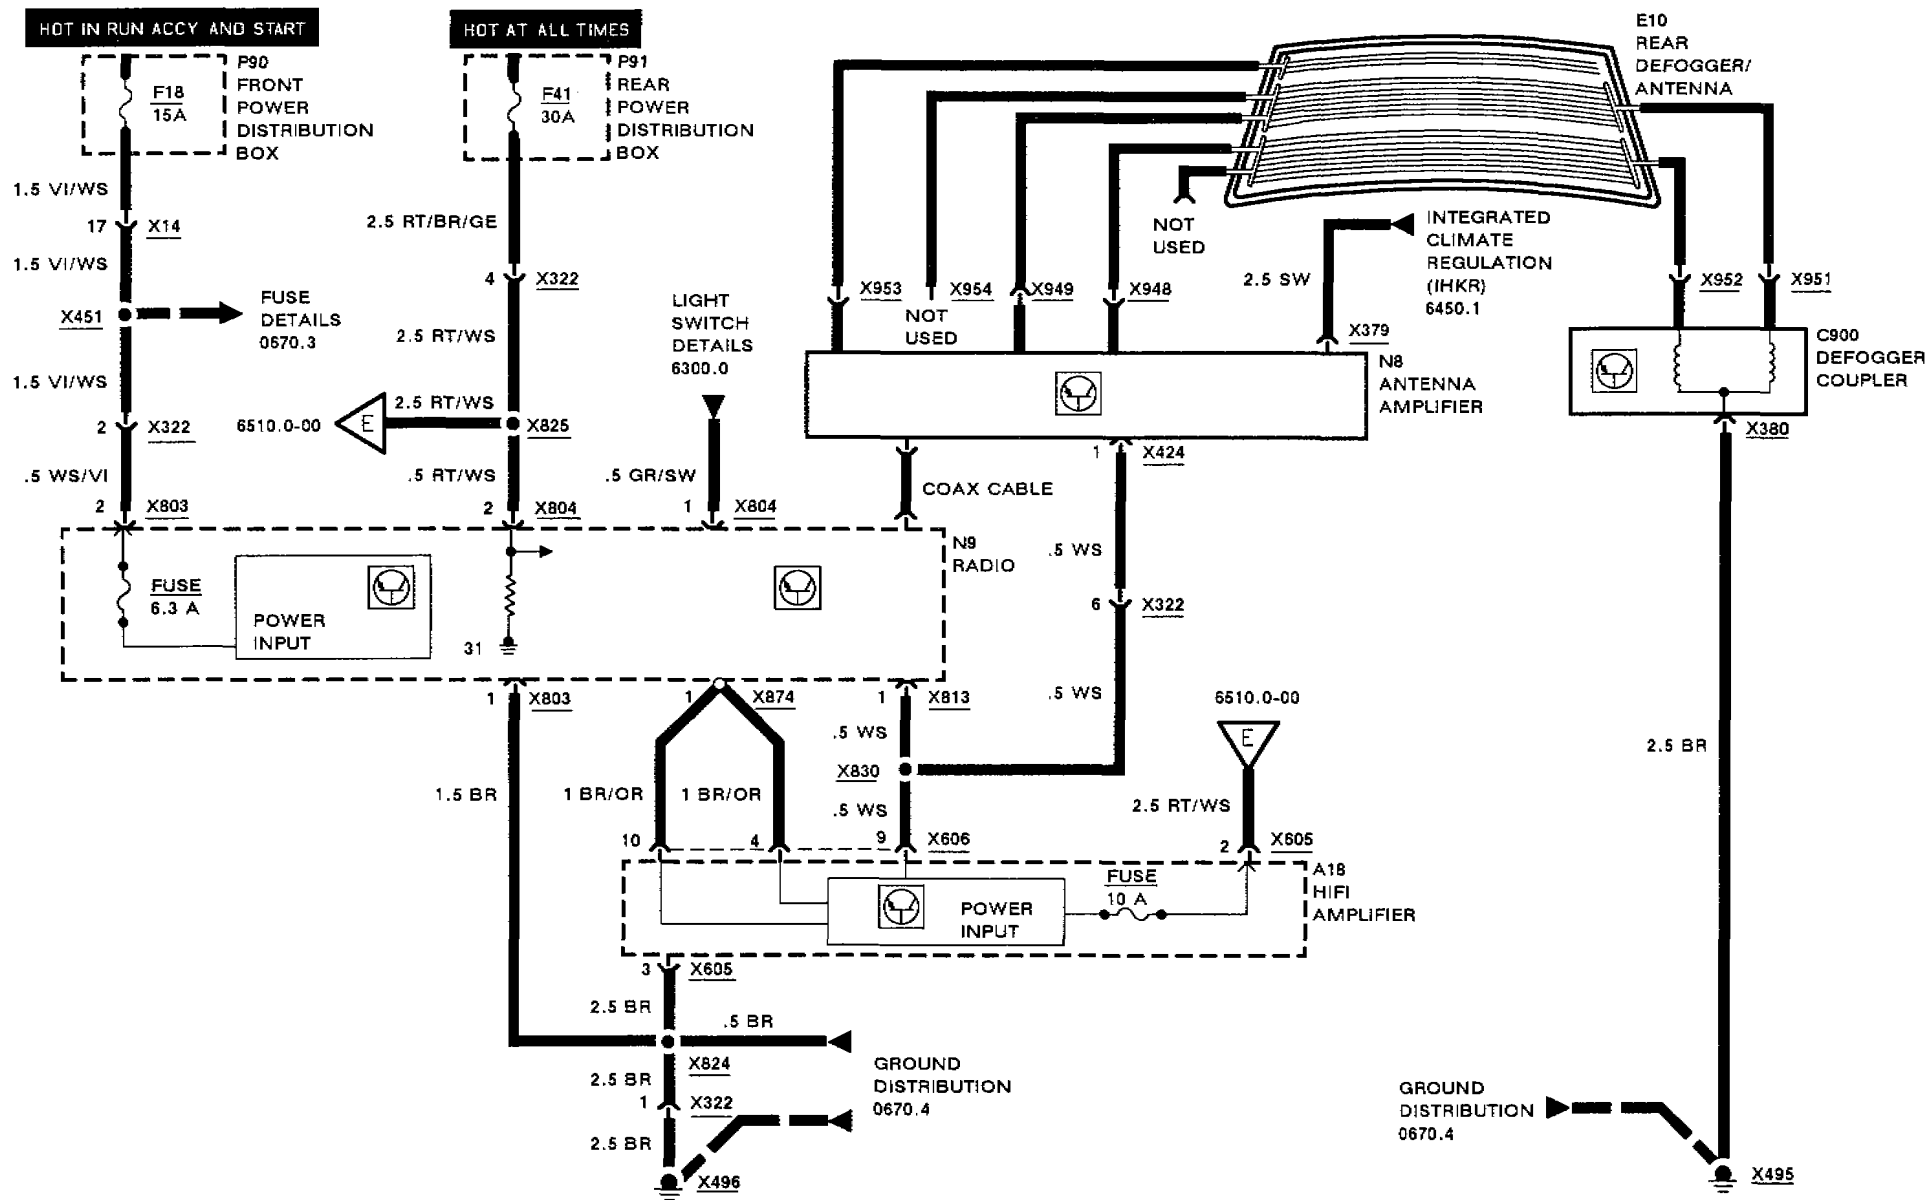 HOT IN RUN ACCY AND START
HOT AT ALL TIMES
P90
FRONT
POWER
DISTRIBUTION
BOX
F18
15A
P91
REAR
POWER
DISTRIBUTION
BOX
F41
30A
E10
REAR
DEFOGGER/
ANTENNA
1.5 VI/WS
17 X14
1.5 VI/WS
X451
FUSE
DETAILS
0670.3
1.5 VI/WS
2 X322
.5 WS/VI
2 X803
2.5 RT/BR/GE
4 X322
2.5 RT/WS
2.5 RT/WS
6510.0-00
E
X825
.5 RT/WS
2 X804
LIGHT
SWITCH
DETAILS
6300.0
.5 GR/SW
1 X804
X953
X954
NOT
USED
X949
X948
NOT
USED
2.5 SW
INTEGRATED
CLIMATE
REGULATION
(IHKR)
6450.1
X379
X952
X951
N8
ANTENNA
AMPLIFIER
C900
DEFOGGER
COUPLER
X380
1 X424
COAX CABLE
N9
RADIO
FUSE
6.3 A
POWER
INPUT
31
.5 WS
6 X322
.5 WS
1 X803
1 X874
1 X813
.5 WS
X830
.5 WS
6510.0-00
E
2.5 BR
1.5 BR
1 BR/OR
1 BR/OR
2.5 RT/WS
10
4
9 X606
2 X605
A18
HIFI
AMPLIFIER
FUSE
10 A
POWER
INPUT
3 X605
2.5 BR
.5 BR
X824
GROUND
DISTRIBUTION
0670.4
2.5 BR
1 X322
2.5 BR
X496
GROUND
DISTRIBUTION
0670.4
X495